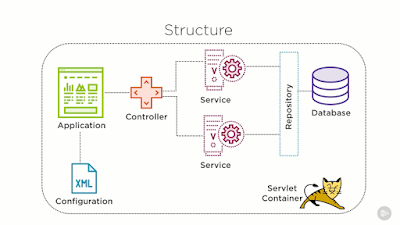 Structure
Service
Application
Controller
Service
Repository
Database
XML
Configuration
Servlet
Container